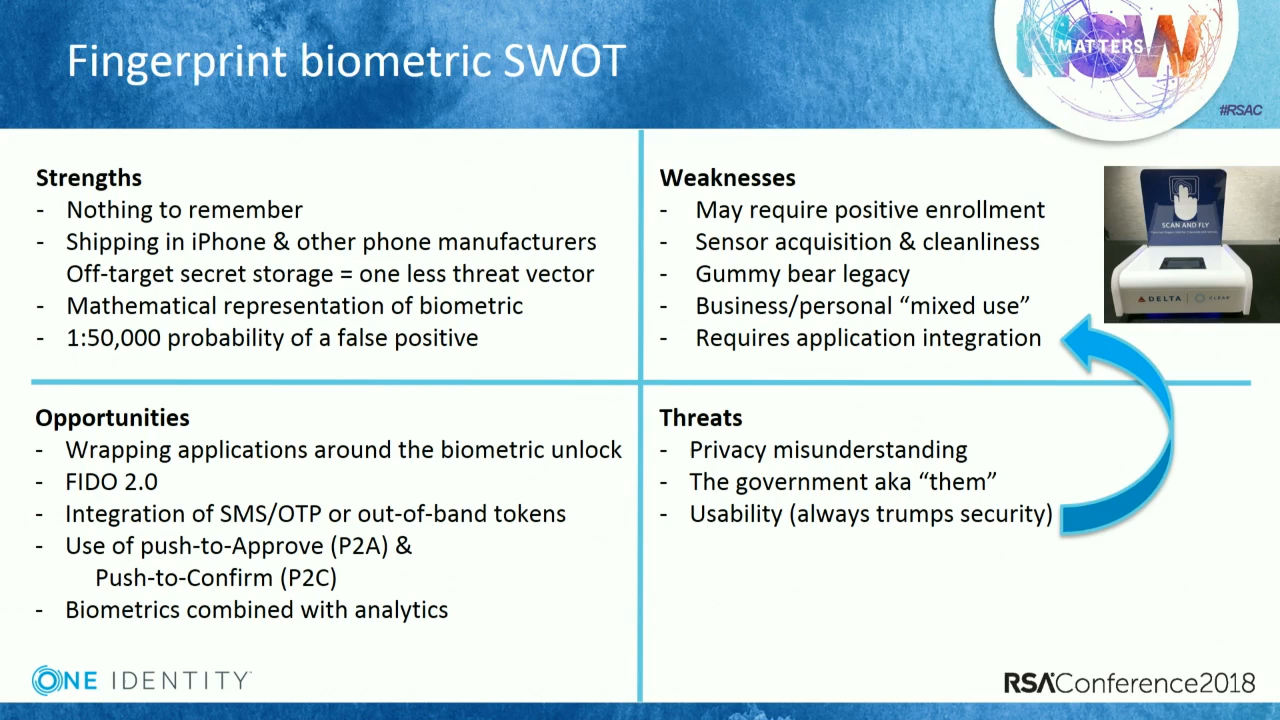 Fingerprint biometric SWOT
NOW
MATTERS
#RSAC
Strengths
- Nothing to remember
- Shipping in iPhone & other phone manufacturers
Off-target secret storage = one less threat vector
- Mathematical representation of biometric
- 1:50,000 probability of a false positive
Weaknesses
- May require positive enrollment
- Sensor acquisition & cleanliness
- Gummy bear legacy
- Business/personal “mixed use”
- Requires application integration
SCAN AND FLY
DELTA | CLEAR
Opportunities
- Wrapping applications around the biometric unlock
- FIDO 2.0
- Integration of SMS/OTP or out-of-band tokens
- Use of push-to-Approve (P2A) &
Push-to-Confirm (P2C)
- Biometrics combined with analytics
Threats
- Privacy misunderstanding
- The government aka “them”
- Usability (always trumps security)
ONE IDENTITY
RSAConference2018